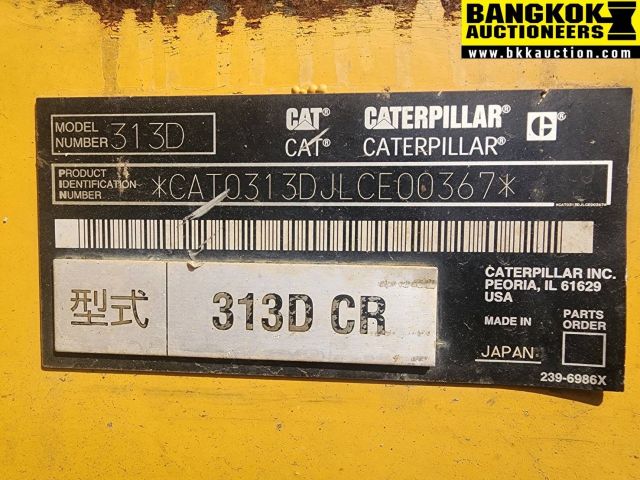 BANGKOK
AUCTIONEERS
www.bkkauction.com
MODEL NUMBER 313D
CAT® CATERPILLAR® C®
CAT® CATERPILLAR®
PRODUCT IDENTIFICATION NUMBER *CAT0313DJLCE00367*
*CAT0313DJLCE00367*
型式 313D CR
CATERPILLAR INC.
PEORIA, IL 61629
USA
MADE IN JAPAN
PARTS ORDER
239-6986X